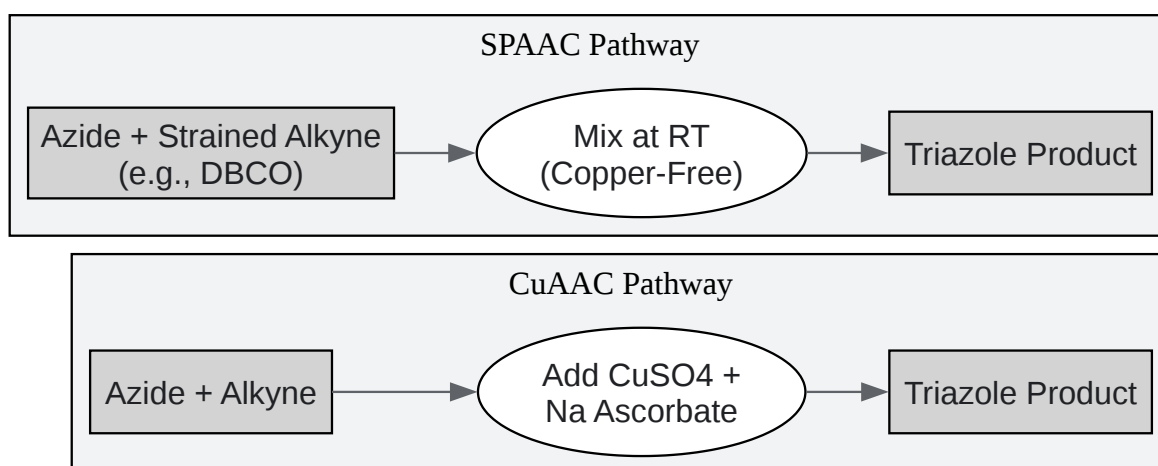 SPAAC Pathway
Azide + Strained Alkyne
(e.g., DBCO)
Mix at RT
(Copper-Free)
Triazole Product
CuAAC Pathway
Azide + Alkyne
Add CuSO4 +
Na Ascorbate
Triazole Product